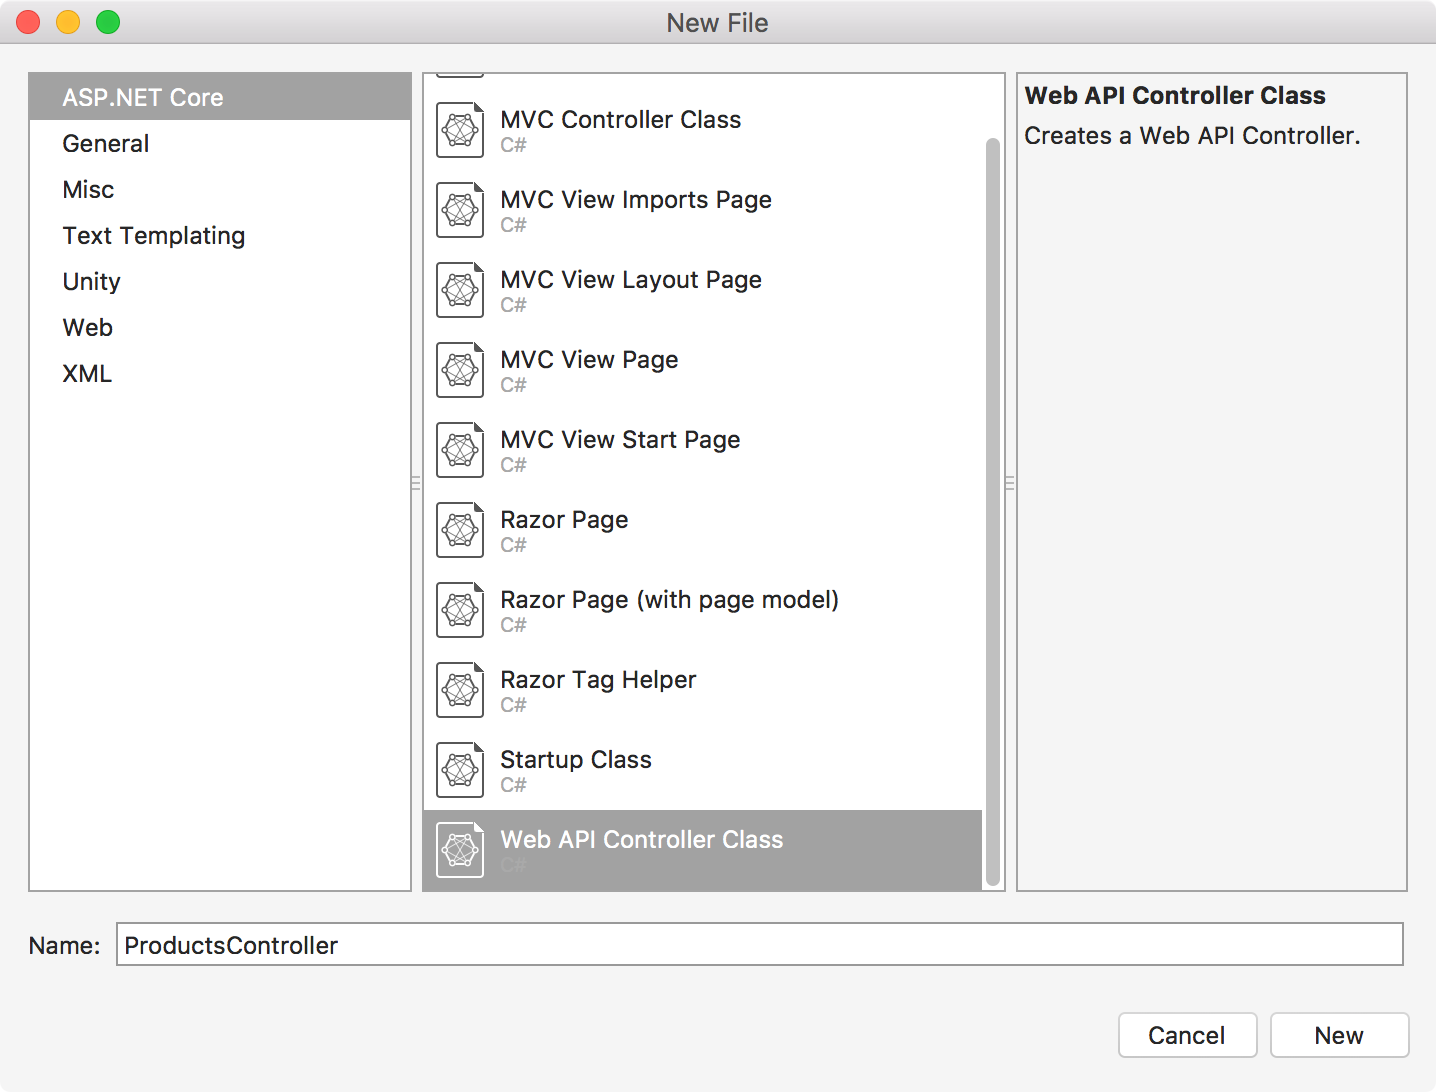 New File
ASP.NET Core
General
Misc
Text Templating
Unity
Web
XML
MVC Controller Class
C#
MVC View Imports Page
C#
MVC View Layout Page
C#
MVC View Page
C#
MVC View Start Page
C#
Razor Page
C#
Razor Page (with page model)
C#
Razor Tag Helper
C#
Startup Class
C#
Web API Controller Class
C#
Web API Controller Class
Creates a Web API Controller.
Name: ProductsController
Cancel New